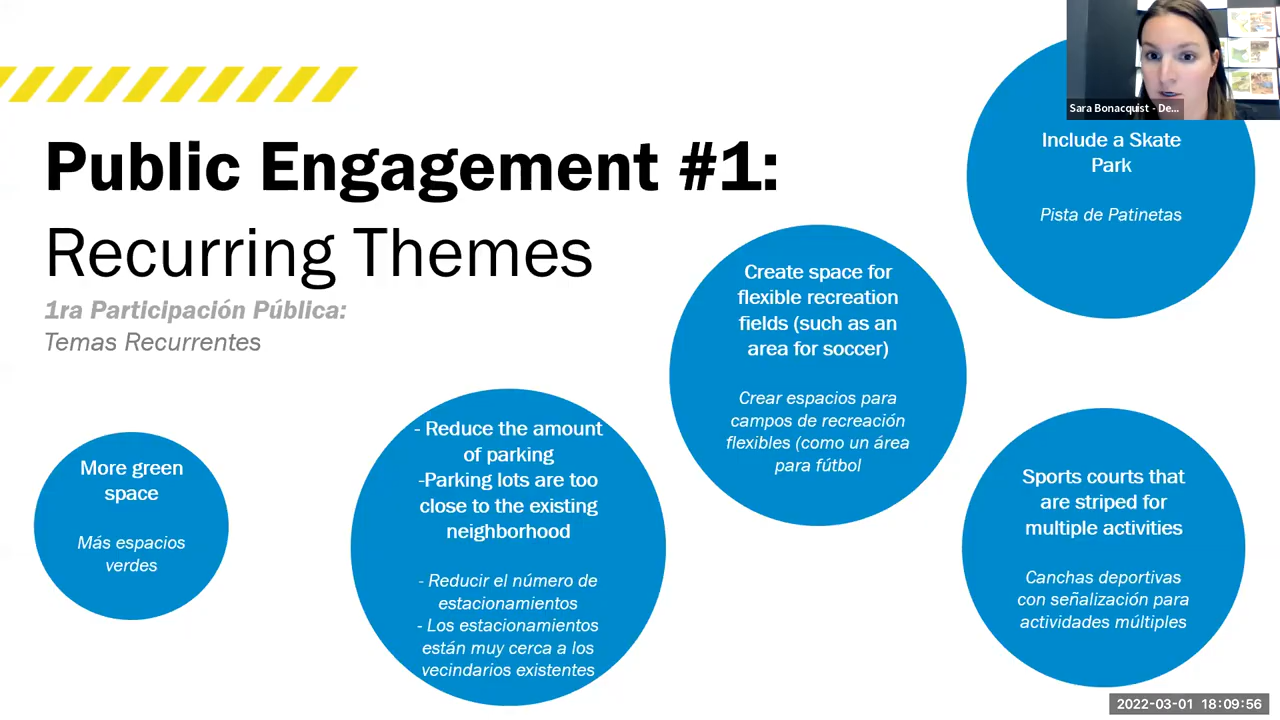 Public Engagement #1:
Recurring Themes
1ra Participación Pública:
Temas Recurrentes
More green
space
Más espacios
verdes
- Reduce the amount
of parking
-Parking lots are too
close to the existing
neighborhood
- Reducir el número de
estacionamientos
- Los estacionamientos
están muy cerca a los
vecindarios existentes
Create space for
flexible recreation
fields (such as an
area for soccer)
Crear espacios para
campos de recreación
flexibles (como un área
para fútbol
Sara Bonacquist - De...
Include a Skate
Park
Pista de Patinetas
Sports courts that
are striped for
multiple activities
Canchas deportivas
con señalización para
actividades múltiples
2022-03-01 18:09:56